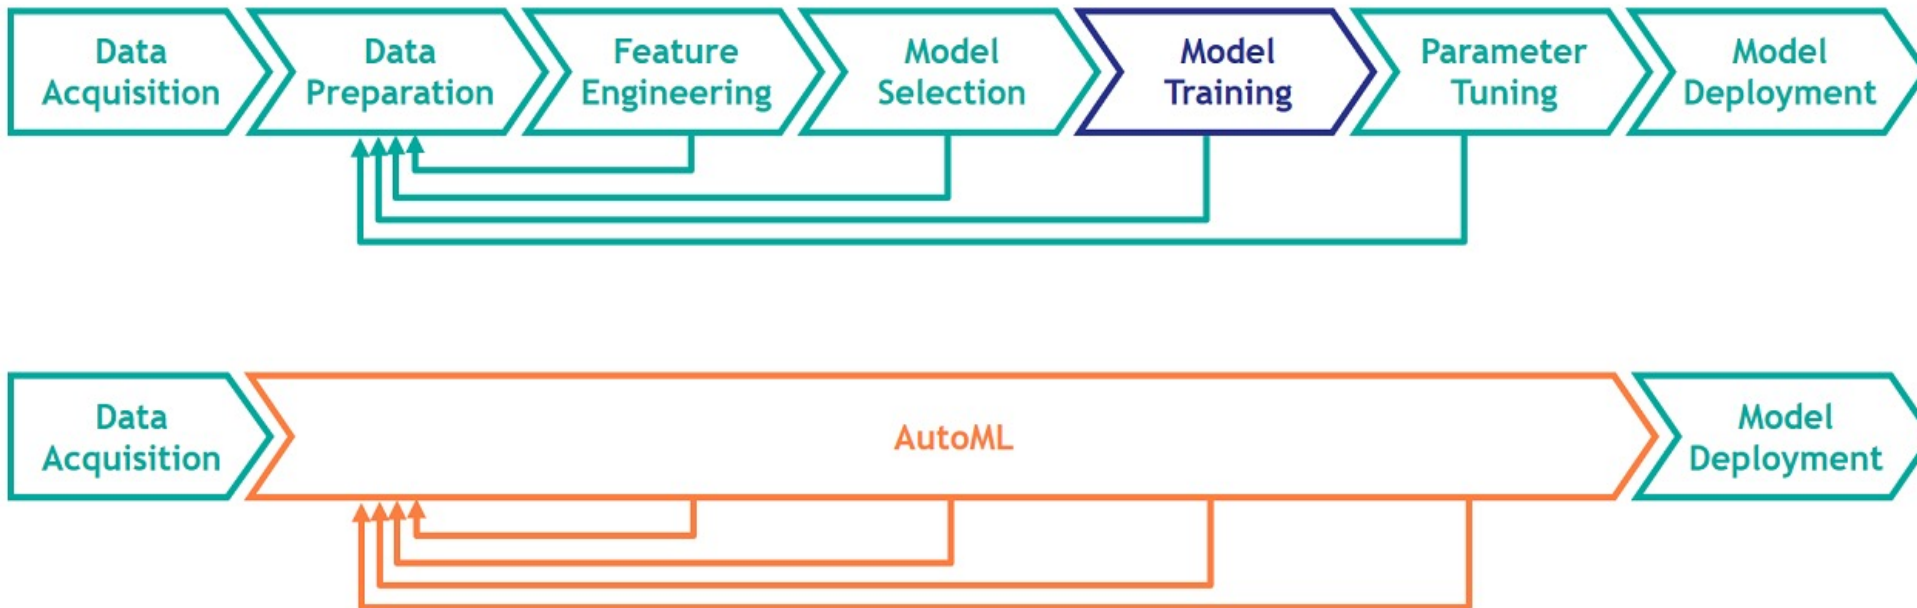 Data
Acquisition
Data
Preparation
Feature
Engineering
Model
Selection
Model
Training
Parameter
Tuning
Model
Deployment
Data
Acquisition
AutoML
Model
Deployment